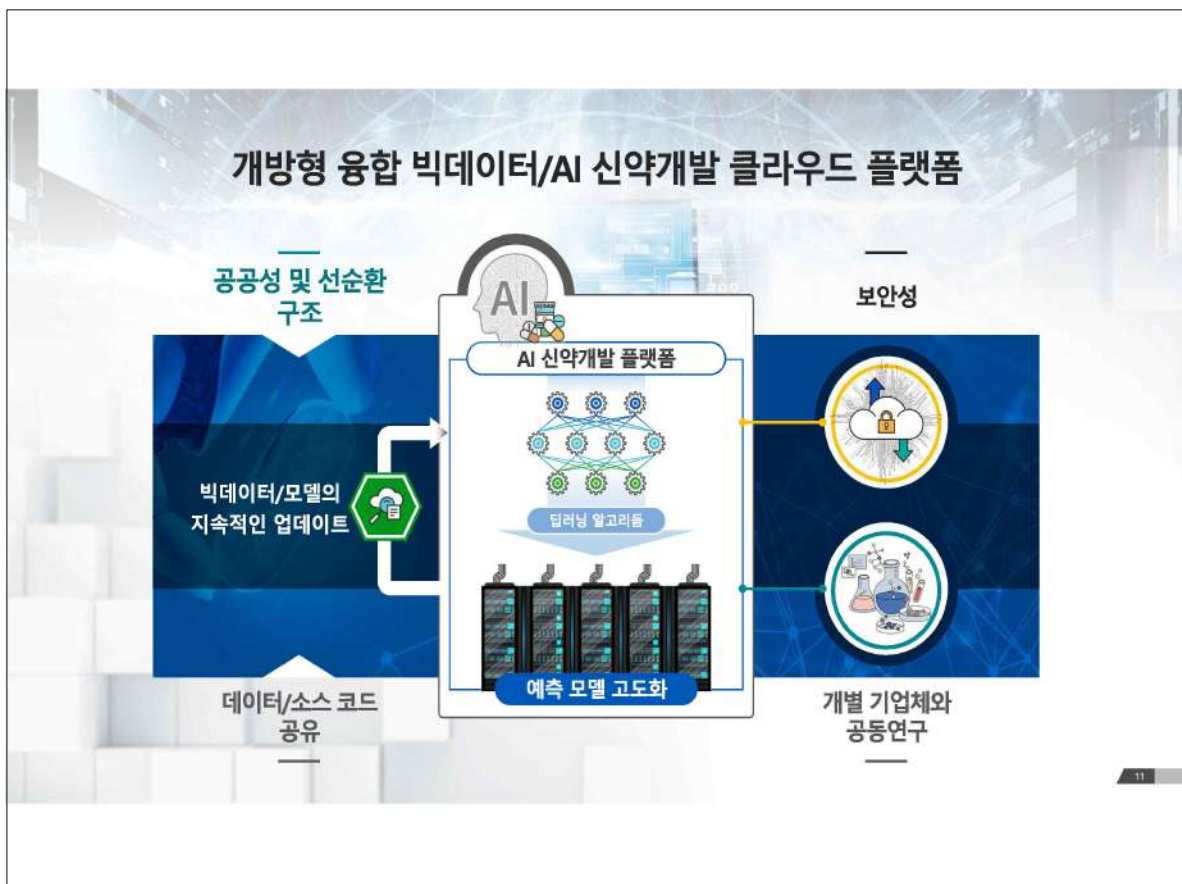 개방형 융합 빅데이터/AI 신약개발 클라우드 플랫폼
공공성 및 선순환
구조
빅데이터/모델의
지속적인 업데이트
데이터/소스 코드
공유
AI
AI 신약개발 플랫폼
딥러닝 알고리듬
예측 모델 고도화
보안성
개별 기업체와
공동연구
11